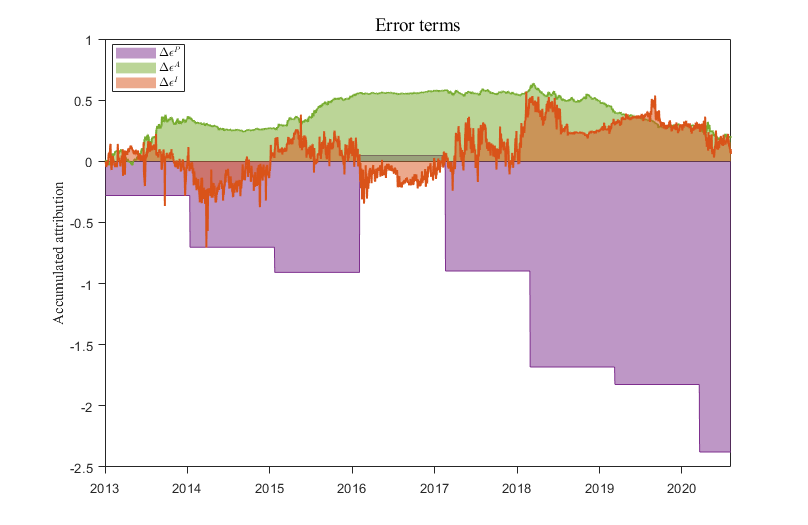 Error terms
Δϵ^P
Δϵ^A
Δϵ^I
Accumulated attribution
1
0.5
0
-0.5
-1
-1.5
-2
-2.5
2013 2014 2015 2016 2017 2018 2019 2020